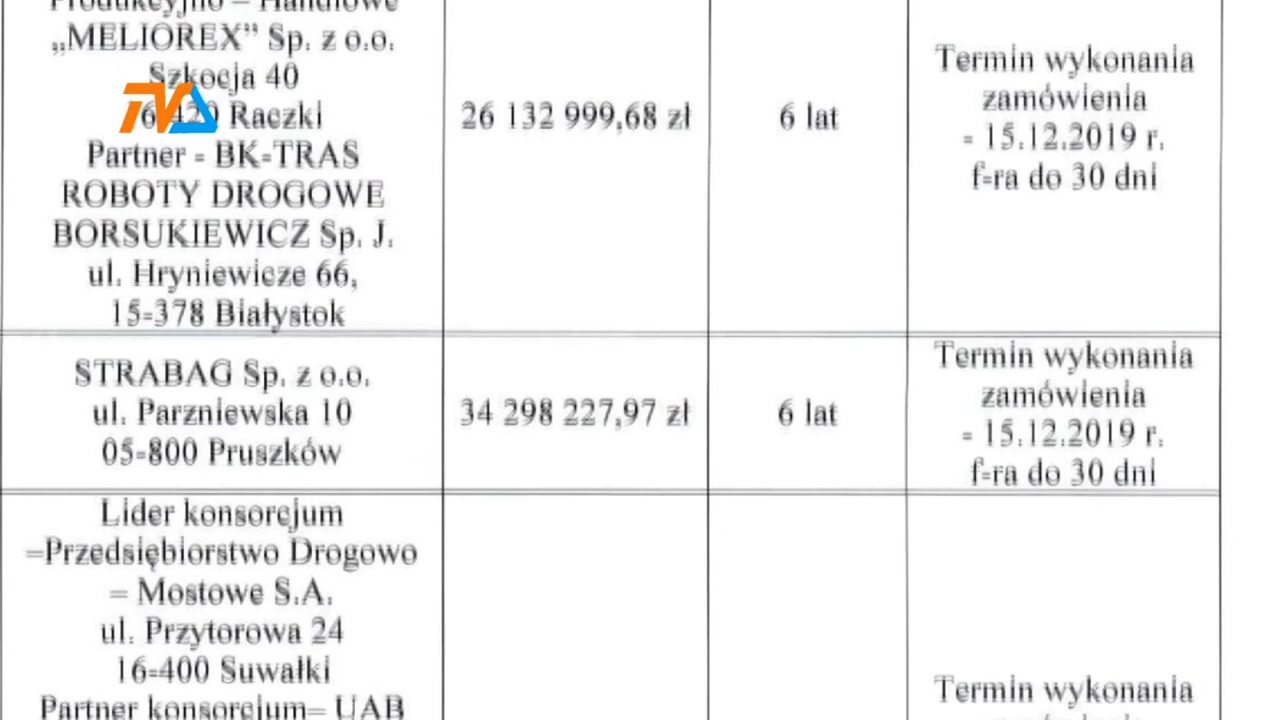 Produkcyjno – Handlowe
„MELIOREX” Sp. z o.o.
Szkocja 40
Raczki
Partner - BK-TRAS
ROBOTY DROGOWE
BORSUKIEWICZ Sp. J.
ul. Hryniewicze 66,
15-378 Białystok
26 132 999,68 zł
6 lat
Termin wykonania
zamówienia
- 15.12.2019 r.
f-ra do 30 dni
STRABAG Sp. z o.o.
ul. Parzniewska 10
05-800 Pruszków
34 298 227,97 zł
6 lat
Termin wykonania
zamówienia
- 15.12.2019 r.
f-ra do 30 dni
Lider konsorcjum
–Przedsiębiorstwo Drogowo
– Mostowe S.A.
ul. Przytorowa 24
16-400 Suwałki
Partner konsorcjum– UAB
Termin wykonania